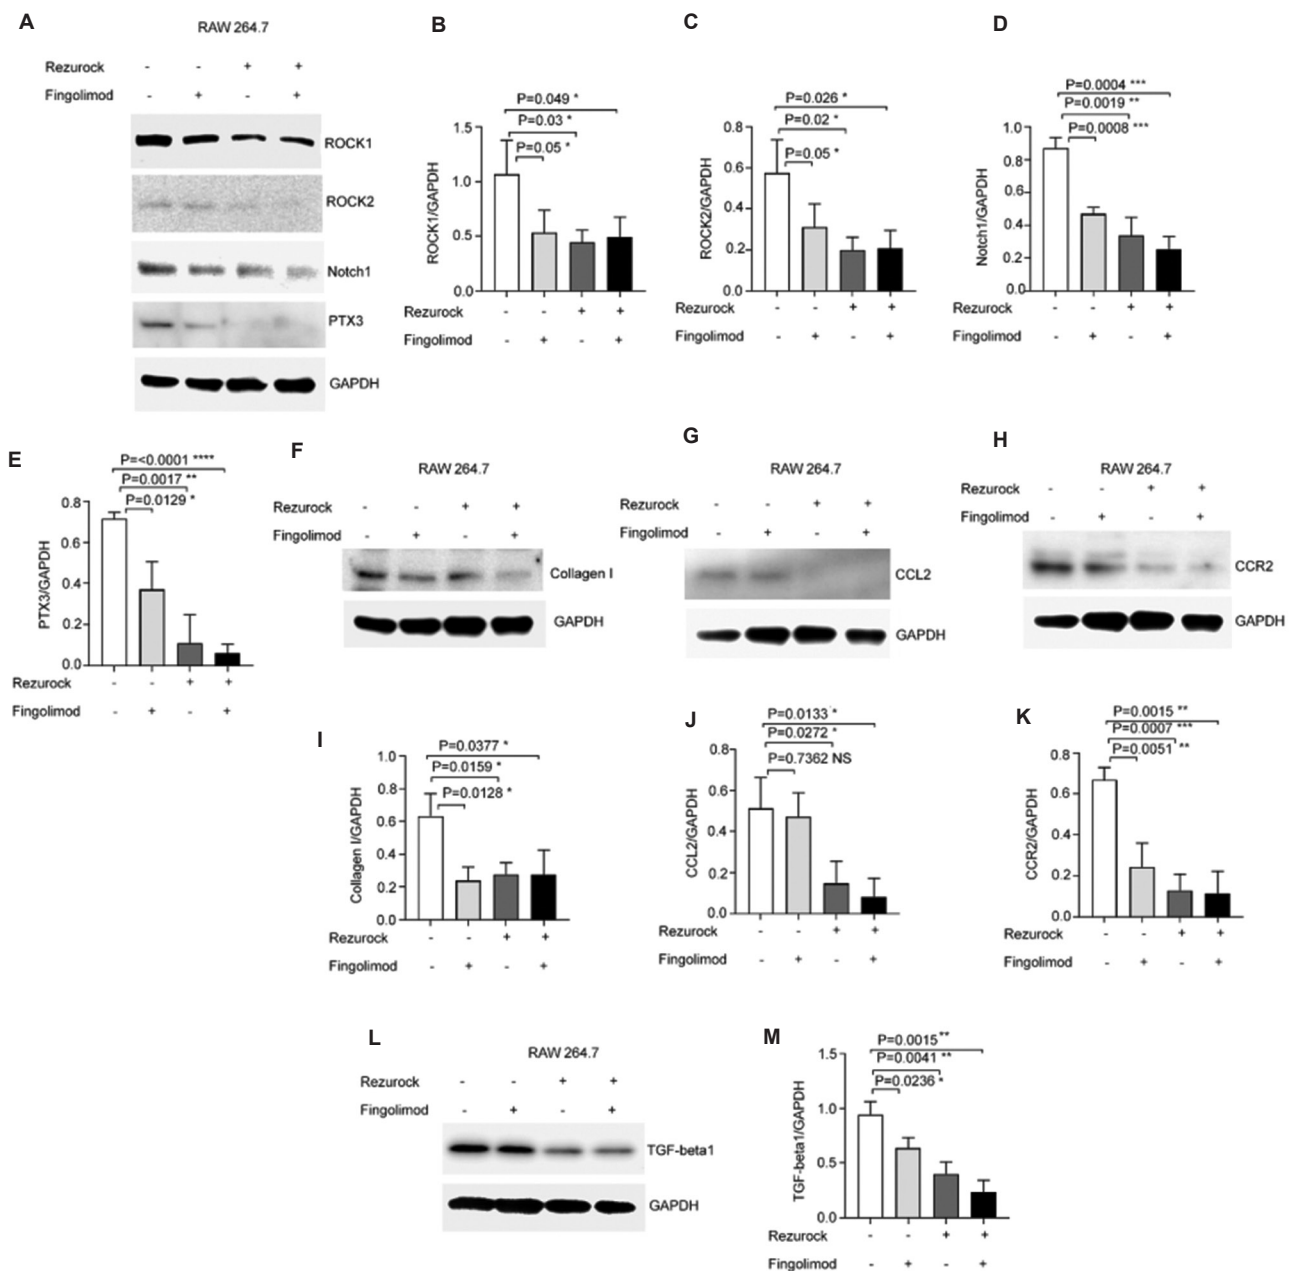 A
RAW 264.7
Rezurock - - + +
Fingolimod - + - +
ROCK1
ROCK2
Notch1
PTX3
GAPDH
B
P=0.049 *
P=0.03 *
P=0.05 *
ROCK1/GAPDH
1.5
1.0
0.5
0.0
Rezurock - - + +
Fingolimod - + - +
C
P=0.026 *
P=0.02 *
P=0.05 *
ROCK2/GAPDH
0.8
0.6
0.4
0.2
0.0
Rezurock - - + +
Fingolimod - + - +
D
P=0.0004 ***
P=0.0019 **
P=0.0008 ***
Notch1/GAPDH
1.0
0.8
0.6
0.4
0.2
0.0
Rezurock - - + +
Fingolimod - + - +
E
P=<0.0001 ****
P=0.0017 **
P=0.0129 *
PTX3/GAPDH
0.8
0.6
0.4
0.2
0.0
Rezurock - - + +
Fingolimod - + - +
F
RAW 264.7
Rezurock - - + +
Fingolimod - + - +
Collagen I
GAPDH
G
RAW 264.7
Rezurock - - + +
Fingolimod - + - +
CCL2
GAPDH
H
RAW 264.7
Rezurock - - + +
Fingolimod - + - +
CCR2
GAPDH
I
P=0.0377 *
P=0.0159 *
P=0.0128 *
Collagen I/GAPDH
1.0
0.8
0.6
0.4
0.2
0.0
Rezurock - - + +
Fingolimod - + - +
J
P=0.0133 *
P=0.0272 *
P=0.7362 NS
CCL2/GAPDH
0.8
0.6
0.4
0.2
0.0
Rezurock - - + +
Fingolimod - + - +
K
P=0.0015 **
P=0.0007 ***
P=0.0051 **
CCR2/GAPDH
0.8
0.6
0.4
0.2
0.0
Rezurock - - + +
Fingolimod - + - +
L
RAW 264.7
Rezurock - - + +
Fingolimod - + - +
TGF-beta1
GAPDH
M
P=0.0015 **
P=0.0041 **
P=0.0236 *
TGF-beta1/GAPDH
1.5
1.0
0.5
0.0
Rezurock - - + +
Fingolimod - + - +